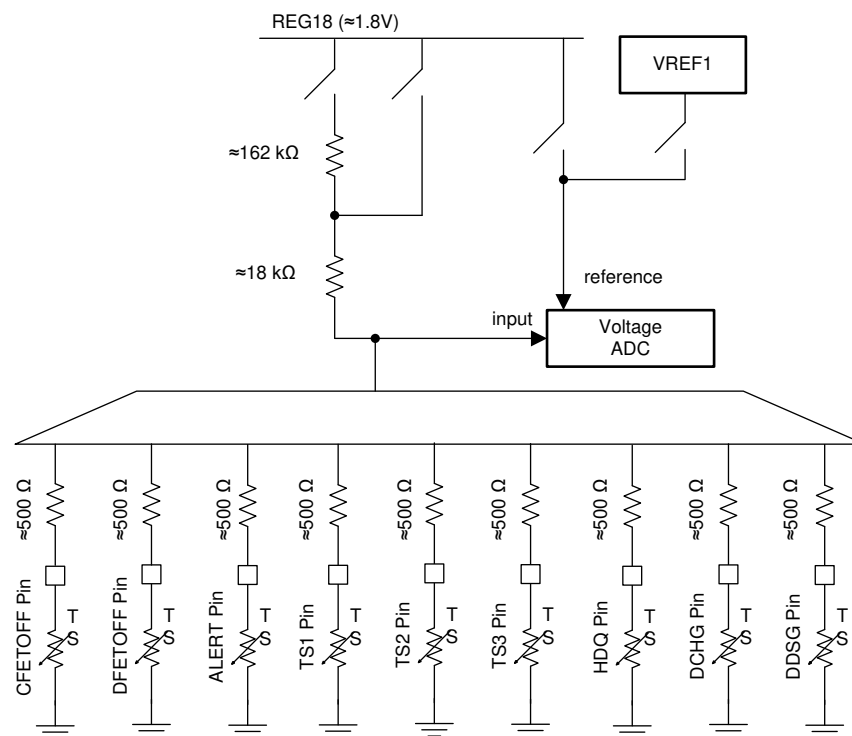 REG18 (≈1.8V)
VREF1
≈162 kΩ
≈18 kΩ
reference
input
Voltage
ADC
≈500 Ω
≈500 Ω
≈500 Ω
≈500 Ω
≈500 Ω
≈500 Ω
≈500 Ω
≈500 Ω
≈500 Ω
CFETOFF Pin
T
S
DFETOFF Pin
T
S
ALERT Pin
T
S
TS1 Pin
T
S
TS2 Pin
T
S
TS3 Pin
T
S
HDQ Pin
T
S
DCHG Pin
T
S
DDSG Pin
T
S